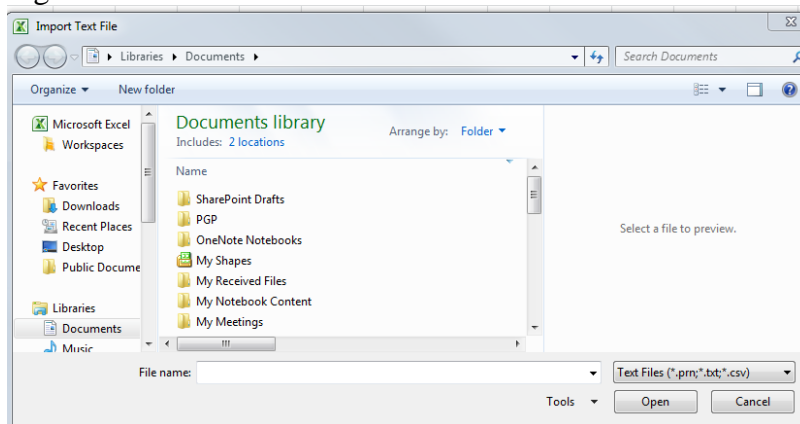 Import Text File
Libraries Documents
Search Documents
Organize New folder
Microsoft Excel
Workspaces
Favorites
Downloads
Recent Places
Desktop
Public Docume
Libraries
Documents
Music
Documents library
Includes: 2 locations
Arrange by: Folder
Name
SharePoint Drafts
PGP
OneNote Notebooks
My Shapes
My Received Files
My Notebook Content
My Meetings
Select a file to preview.
File name:
Text Files (*.prn;*.txt;*.csv)
Tools Open Cancel